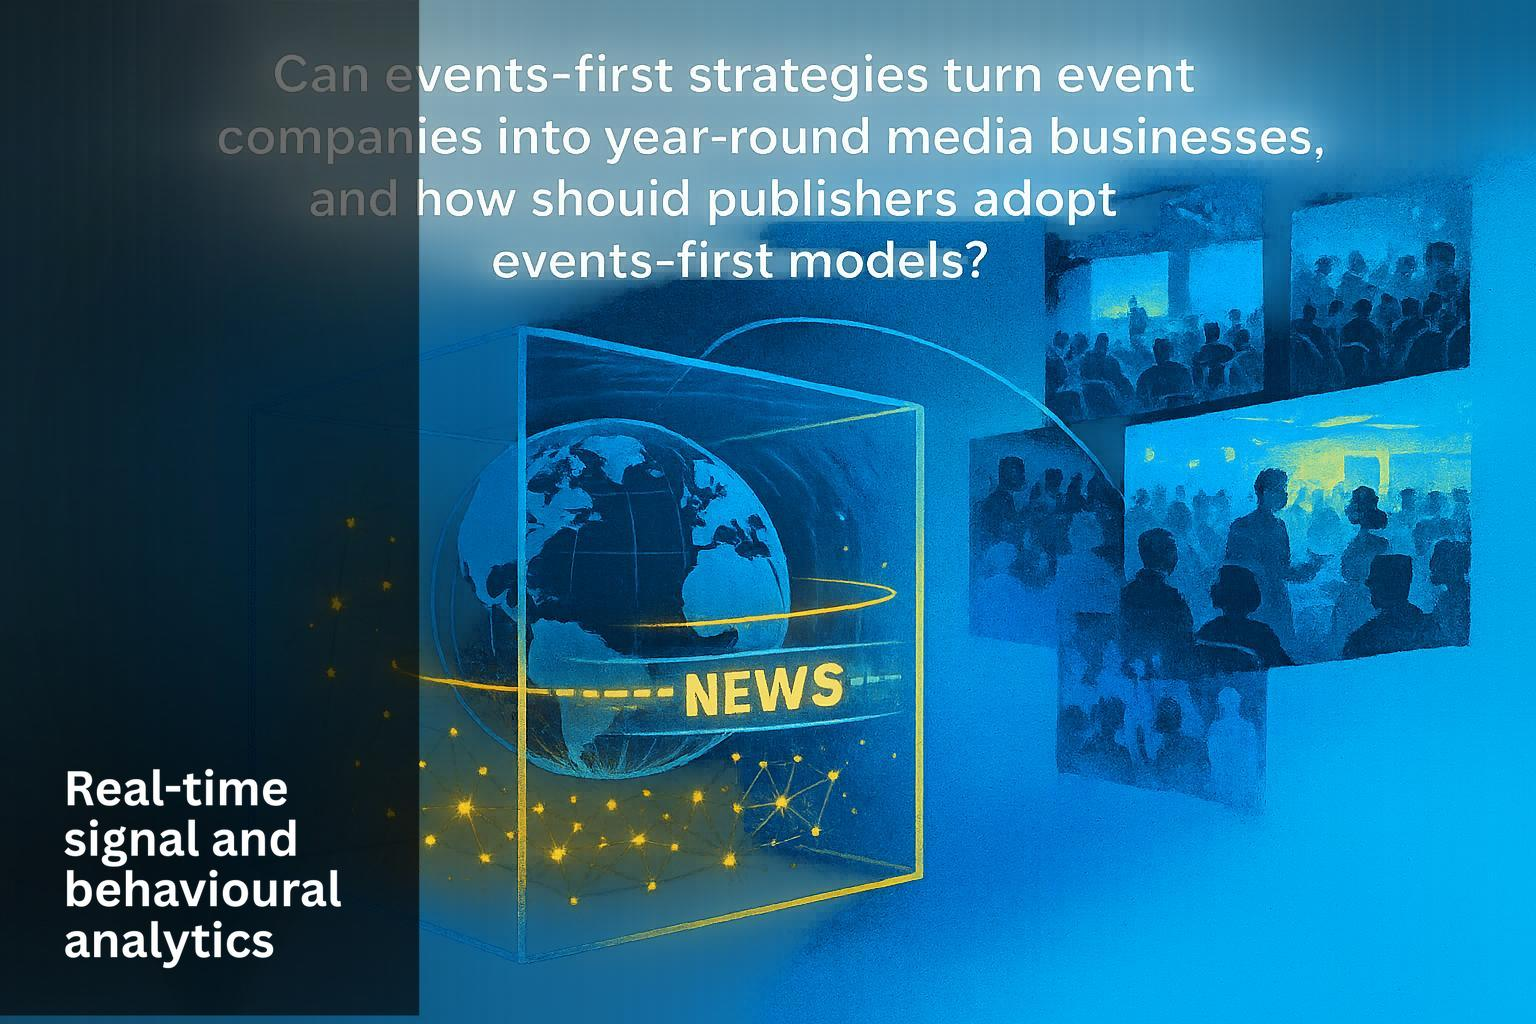 Can events-first strategies turn event
companies into year-round media businesses,
and how shouid publishers adopt
events-first models?
NEWS
Real-time
signal and
behavioural
analytics